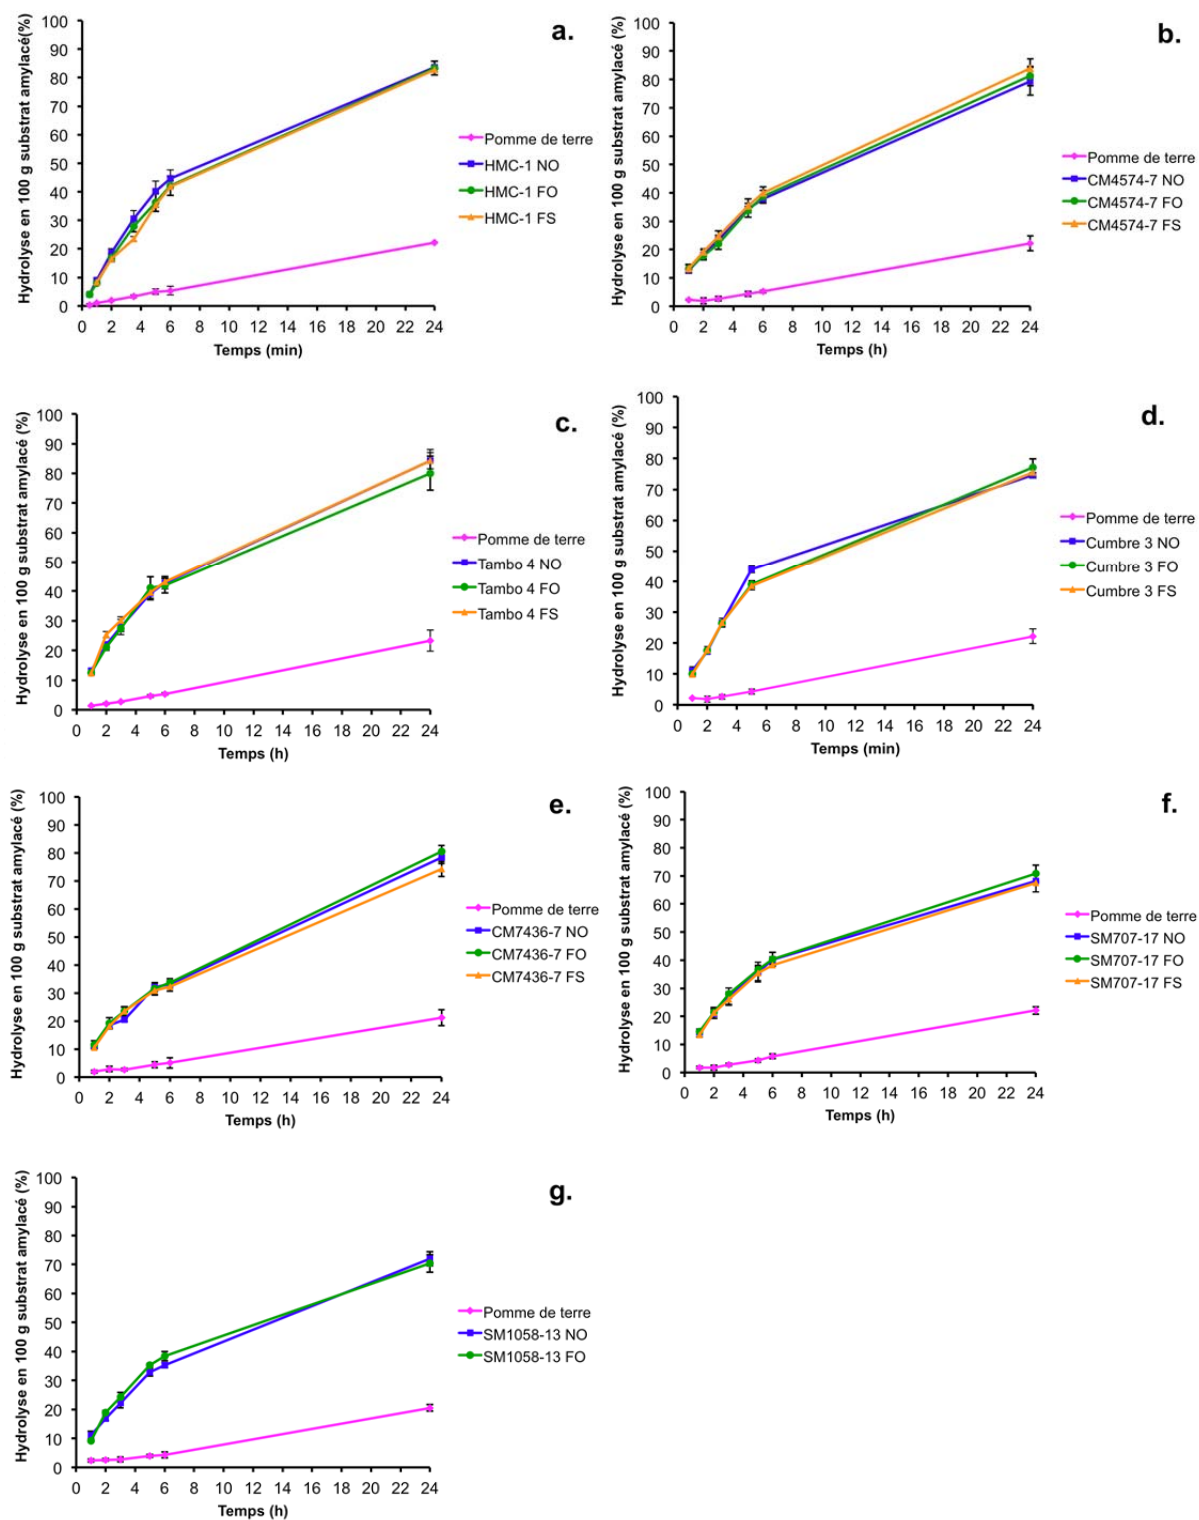 a.
Hydrolyse en 100 g substrat amylacé(%)
100
90
80
70
60
50
40
30
20
10
0
0 2 4 6 8 10 12 14 16 18 20 22 24
Temps (min)
Pomme de terre
HMC-1 NO
HMC-1 FO
HMC-1 FS
b.
Hydrolyse en 100 g substrat amylacé (%)
100
90
80
70
60
50
40
30
20
10
0
0 2 4 6 8 10 12 14 16 18 20 22 24
Temps (h)
Pomme de terre
CM4574-7 NO
CM4574-7 FO
CM4574-7 FS
c.
Hydrolyse en 100 g substrat amylacé (%)
100
90
80
70
60
50
40
30
20
10
0
0 2 4 6 8 10 12 14 16 18 20 22 24
Temps (h)
Pomme de terre
Tambo 4 NO
Tambo 4 FO
Tambo 4 FS
d.
Hydrolyse en 100 g substrat amylacé (%)
100
90
80
70
60
50
40
30
20
10
0
0 2 4 6 8 10 12 14 16 18 20 22 24
Temps (min)
Pomme de terre
Cumbre 3 NO
Cumbre 3 FO
Cumbre 3 FS
e.
Hydrolyse en 100 g substrat amylacé (%)
100
90
80
70
60
50
40
30
20
10
0
0 2 4 6 8 10 12 14 16 18 20 22 24
Temps (h)
Pomme de terre
CM7436-7 NO
CM7436-7 FO
CM7436-7 FS
f.
Hydrolyse en 100 g substrat amylacé (%)
100
90
80
70
60
50
40
30
20
10
0
0 2 4 6 8 10 12 14 16 18 20 22 24
Temps (h)
Pomme de terre
SM707-17 NO
SM707-17 FO
SM707-17 FS
g.
Hydrolyse en 100 g substrat amylacé (%)
100
90
80
70
60
50
40
30
20
10
0
0 2 4 6 8 10 12 14 16 18 20 22 24
Temps (h)
Pomme de terre
SM1058-13 NO
SM1058-13 FO